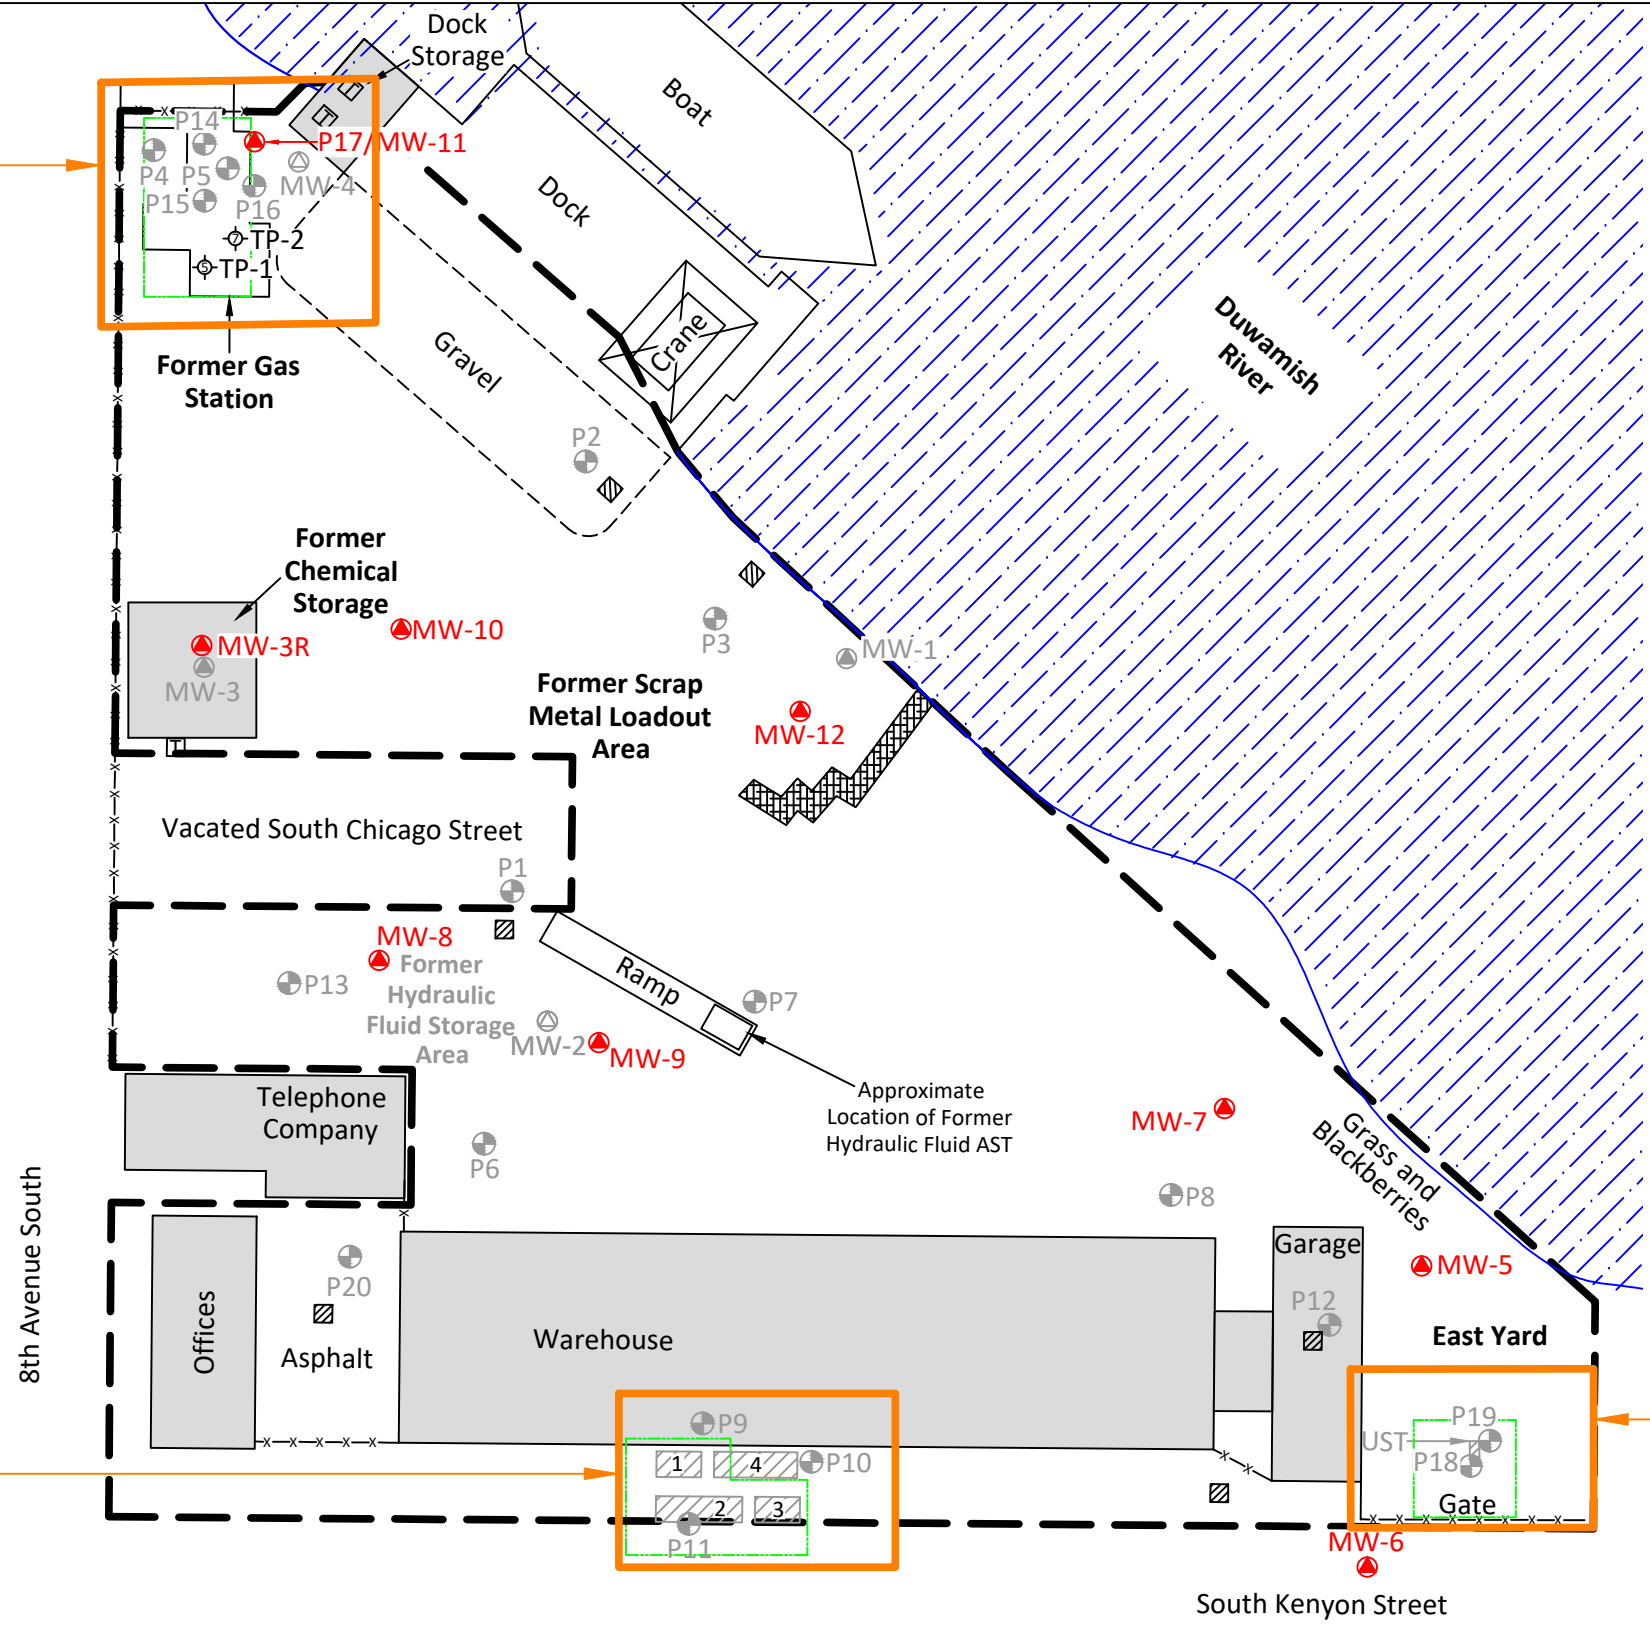 Dock
Storage
Boat
P14
P17/MW-11
P4
P5
MW-4
P15
P16
Dock
TP-2
TP-1
Crane
Duwamish
River
Gravel
Former Gas
Station
P2
Former
Chemical
Storage
MW-10
MW-3R
MW-3
P3
MW-1
Former Scrap
Metal Loadout
Area
MW-12
Vacated South Chicago Street
P1
MW-8
Former
Hydraulic
Fluid Storage
Area
P13
Ramp
P7
MW-2
MW-9
Approximate
Location of Former
Hydraulic Fluid AST
Telephone
Company
P6
MW-7
Grass and
Blackberries
P8
8th Avenue South
Offices
P20
Asphalt
Warehouse
Garage
P12
MW-5
East Yard
P9
P10
1
4
2
3
P11
P19
UST
P18
Gate
MW-6
South Kenyon Street